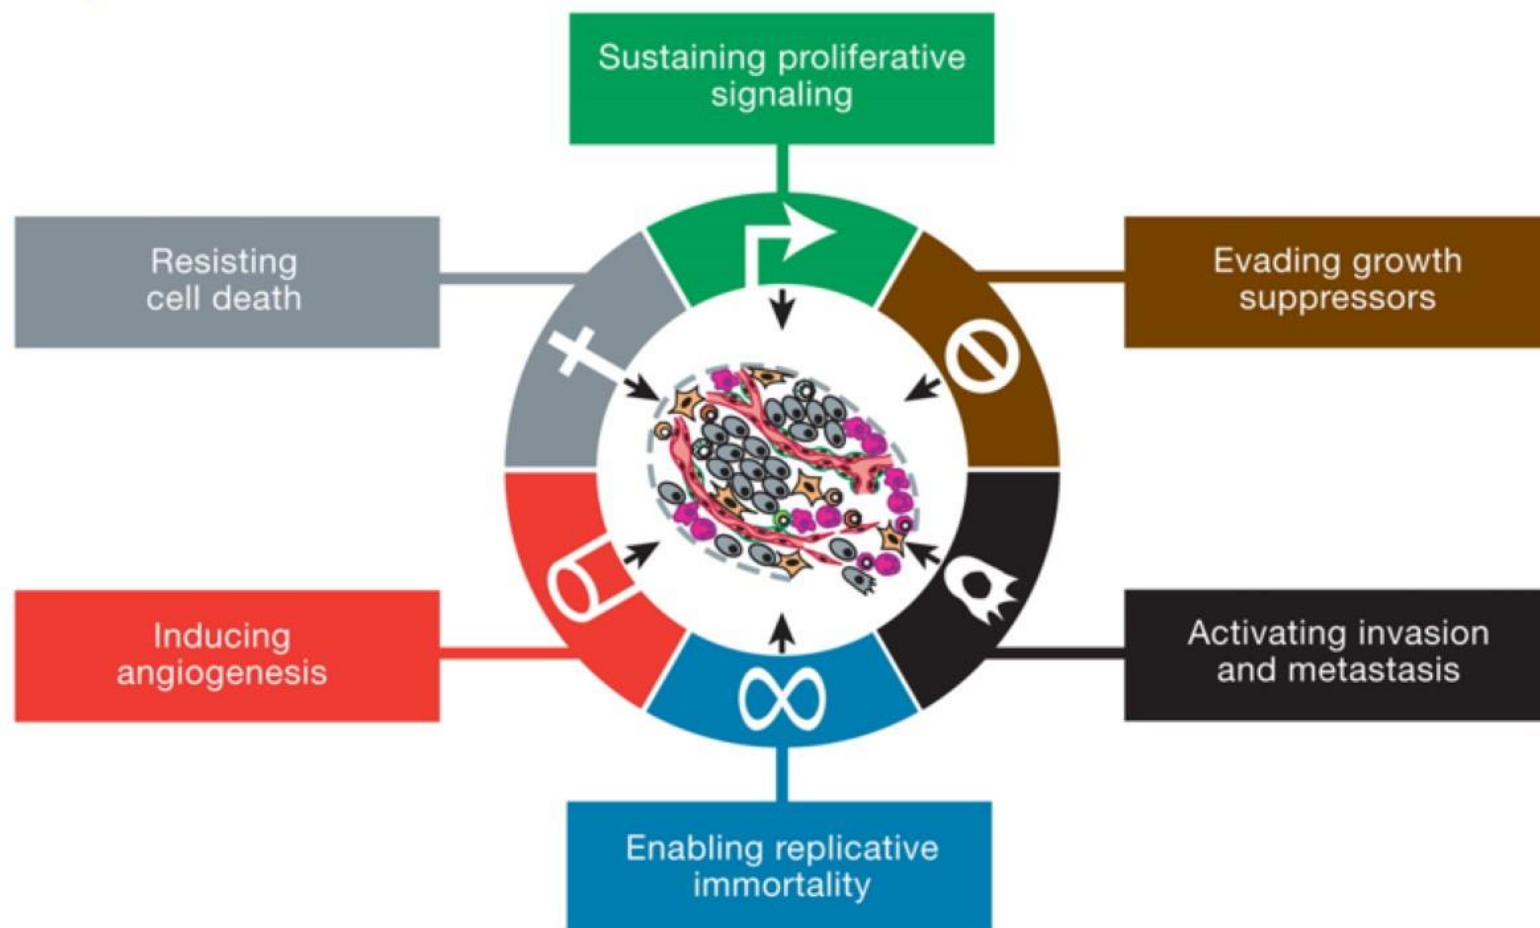 Sustaining proliferative
signaling
Resisting
cell death
Evading growth
suppressors
Inducing
angiogenesis
Activating invasion
and metastasis
Enabling replicative
immortality